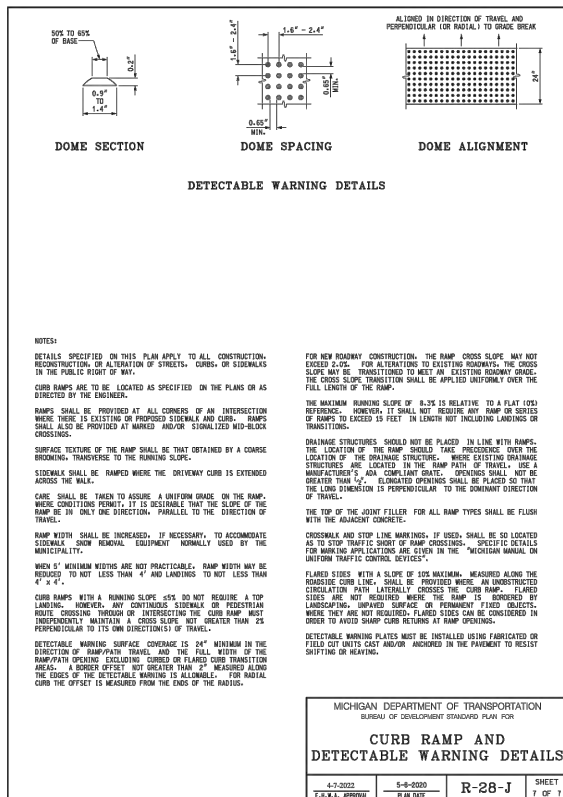 50% TO 65%
OF BASE
0.2"
0.9"
TO
1.4"
DOME SECTION
1.6" - 2.4"
1.6" - 2.4"
0.65"
MIN.
0.65"
MIN.
DOME SPACING
ALIGNED IN DIRECTION OF TRAVEL AND
PERPENDICULAR (OR RADIAL) TO GRADE BREAK
24"
DOME ALIGNMENT
DETECTABLE WARNING DETAILS
NOTES:
DETAILS SPECIFIED ON THIS PLAN APPLY TO ALL CONSTRUCTION,
RECONSTRUCTION, OR ALTERATION OF STREETS, CURBS, OR SIDEWALKS
IN THE PUBLIC RIGHT OF WAY.
CURB RAMPS ARE TO BE LOCATED AS SPECIFIED ON THE PLANS OR AS
DIRECTED BY THE ENGINEER.
RAMPS SHALL BE PROVIDED AT ALL CORNERS OF AN INTERSECTION
WHERE THERE IS EXISTING OR PROPOSED SIDEWALK AND CURB. RAMPS
SHALL ALSO BE PROVIDED AT MARKED AND/OR SIGNALIZED MID-BLOCK
CROSSINGS.
SURFACE TEXTURE OF THE RAMP SHALL BE THAT OBTAINED BY A COARSE
BROOMING, TRANSVERSE TO THE RUNNING SLOPE.
SIDEWALK SHALL BE RAMPED WHERE THE DRIVEWAY CURB IS EXTENDED
ACROSS THE WALK.
CARE SHALL BE TAKEN TO ASSURE A UNIFORM GRADE ON THE RAMP.
WHERE CONDITIONS PERMIT, IT IS DESIRABLE THAT THE SLOPE OF THE
RAMP BE IN ONLY ONE DIRECTION, PARALLEL TO THE DIRECTION OF
TRAVEL.
RAMP WIDTH SHALL BE INCREASED, IF NECESSARY, TO ACCOMMODATE
SIDEWALK SNOW REMOVAL EQUIPMENT NORMALLY USED BY THE
MUNICIPALITY.
WHEN 5' MINIMUM WIDTHS ARE NOT PRACTICABLE, RAMP WIDTH MAY BE
REDUCED TO NOT LESS THAN 4' AND LANDINGS TO NOT LESS THAN
4' x 4'.
CURB RAMPS WITH A RUNNING SLOPE ≤5% DO NOT REQUIRE A TOP
LANDING. HOWEVER, ANY CONTINUOUS SIDEWALK OR PEDESTRIAN
ROUTE CROSSING THROUGH OR INTERSECTING THE CURB RAMP MUST
INDEPENDENTLY MAINTAIN A CROSS SLOPE NOT GREATER THAN 2%
PERPENDICULAR TO ITS OWN DIRECTION(S) OF TRAVEL.
DETECTABLE WARNING SURFACE COVERAGE IS 24" MINIMUM IN THE
DIRECTION OF RAMP/PATH TRAVEL AND THE FULL WIDTH OF THE
RAMP/PATH OPENING EXCLUDING CURBED OR FLARED CURB TRANSITION
AREAS. A BORDER OFFSET NOT GREATER THAN 2" MEASURED ALONG
THE EDGES OF THE DETECTABLE WARNING IS ALLOWABLE. FOR RADIAL
CURB THE OFFSET IS MEASURED FROM THE ENDS OF THE RADIUS.
FOR NEW ROADWAY CONSTRUCTION, THE RAMP CROSS SLOPE MAY NOT
EXCEED 2.0%. FOR ALTERATIONS TO EXISTING ROADWAYS, THE CROSS
SLOPE MAY BE TRANSITIONED TO MEET AN EXISTING ROADWAY GRADE.
THE CROSS SLOPE TRANSITION SHALL BE APPLIED UNIFORMLY OVER THE
FULL LENGTH OF THE RAMP.
THE MAXIMUM RUNNING SLOPE OF 8.3% IS RELATIVE TO A FLAT (0%)
REFERENCE. HOWEVER, IT SHALL NOT REQUIRE ANY RAMP OR SERIES
OF RAMPS TO EXCEED 15 FEET IN LENGTH NOT INCLUDING LANDINGS OR
TRANSITIONS.
DRAINAGE STRUCTURES SHOULD NOT BE PLACED IN LINE WITH RAMPS.
THE LOCATION OF THE RAMP SHOULD TAKE PRECEDENCE OVER THE
LOCATION OF THE DRAINAGE STRUCTURE. WHERE EXISTING DRAINAGE
STRUCTURES ARE LOCATED IN THE RAMP PATH OF TRAVEL, USE A
MANUFACTURER'S ADA COMPLIANT GRATE. OPENINGS SHALL NOT BE
GREATER THAN ½". ELONGATED OPENINGS SHALL BE PLACED SO THAT
THE LONG DIMENSION IS PERPENDICULAR TO THE DOMINANT DIRECTION
OF TRAVEL.
THE TOP OF THE JOINT FILLER FOR ALL RAMP TYPES SHALL BE FLUSH
WITH THE ADJACENT CONCRETE.
CROSSWALK AND STOP LINE MARKINGS, IF USED, SHALL BE SO LOCATED
AS TO STOP TRAFFIC SHORT OF RAMP CROSSINGS. SPECIFIC DETAILS
FOR MARKING APPLICATIONS ARE GIVEN IN THE "MICHIGAN MANUAL ON
UNIFORM TRAFFIC CONTROL DEVICES".
FLARED SIDES WITH A SLOPE OF 10% MAXIMUM, MEASURED ALONG THE
ROADSIDE CURB LINE, SHALL BE PROVIDED WHERE AN UNOBSTRUCTED
CIRCULATION PATH LATERALLY CROSSES THE CURB RAMP. FLARED
SIDES ARE NOT REQUIRED WHERE THE RAMP IS BORDERED BY
LANDSCAPING, UNPAVED SURFACE OR PERMANENT FIXED OBJECTS.
WHERE THEY ARE NOT REQUIRED, FLARED SIDES CAN BE CONSIDERED IN
ORDER TO AVOID SHARP CURB RETURNS AT RAMP OPENINGS.
DETECTABLE WARNING PLATES MUST BE INSTALLED USING FABRICATED OR
FIELD CUT UNITS CAST AND/OR ANCHORED IN THE PAVEMENT TO RESIST
SHIFTING OR HEAVING.
MICHIGAN DEPARTMENT OF TRANSPORTATION
BUREAU OF DEVELOPMENT STANDARD PLAN FOR
CURB RAMP AND
DETECTABLE WARNING DETAILS
4-7-2022
F.H.W.A. APPROVAL
5-6-2020
PLAN DATE
R-28-J
SHEET
7 OF 7